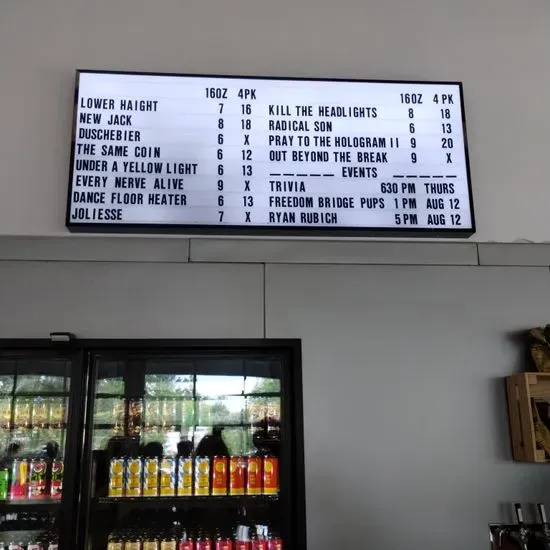 16OZ 4PK
LOWER HAIGHT 7 16
NEW JACK 8 18
DUSCHEBIER 6 X
THE SAME COIN 6 12
UNDER A YELLOW LIGHT 6 13
EVERY NERVE ALIVE 9 X
DANCE FLOOR HEATER 6 13
JOLIESSE 7 X
16OZ 4 PK
KILL THE HEADLIGHTS 8 18
RADICAL SON 6 13
PRAY TO THE HOLOGRAM II 9 20
OUT BEYOND THE BREAK 9 X
_ _ _ _ _ _ EVENTS _ _ _ _ _ _
TRIVIA 630 PM THURS
FREEDOM BRIDGE PUPS 1 PM AUG 12
RYAN RUBICH 5 PM AUG 12